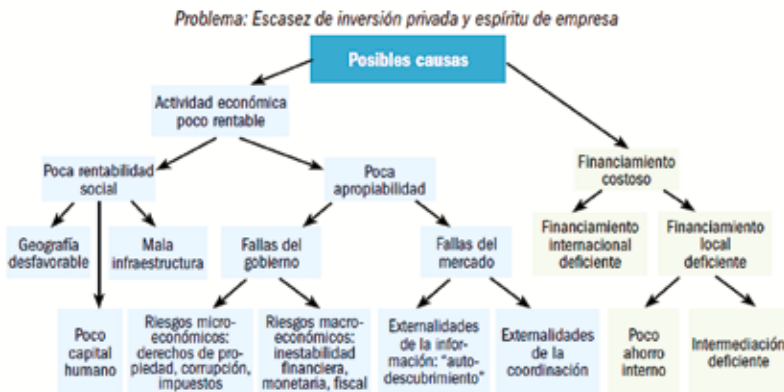 Problema: Escasez de inversión privada y espíritu de empresa
Posibles causas
Actividad económica
poco rentable
Poca rentabilidad
social
Poca
apropiabilidad
Financiamiento
costoso
Geografía
desfavorable
Mala
infraestructura
Fallas del
gobierno
Fallas del
mercado
Financiamiento
internacional
deficiente
Financiamiento
local
deficiente
Poco
capital
humano
Riesgos micro-
económicos:
derechos de pro-
piedad, corrupción,
impuestos
Riesgos macro-
económicos:
inestabilidad
financiera,
monetaria, fiscal
Externalidades
de la infor-
mación: “auto-
descubrimiento”
Externalidades
de la
coordinación
Poco
ahorro
interno
Intermediación
deficiente